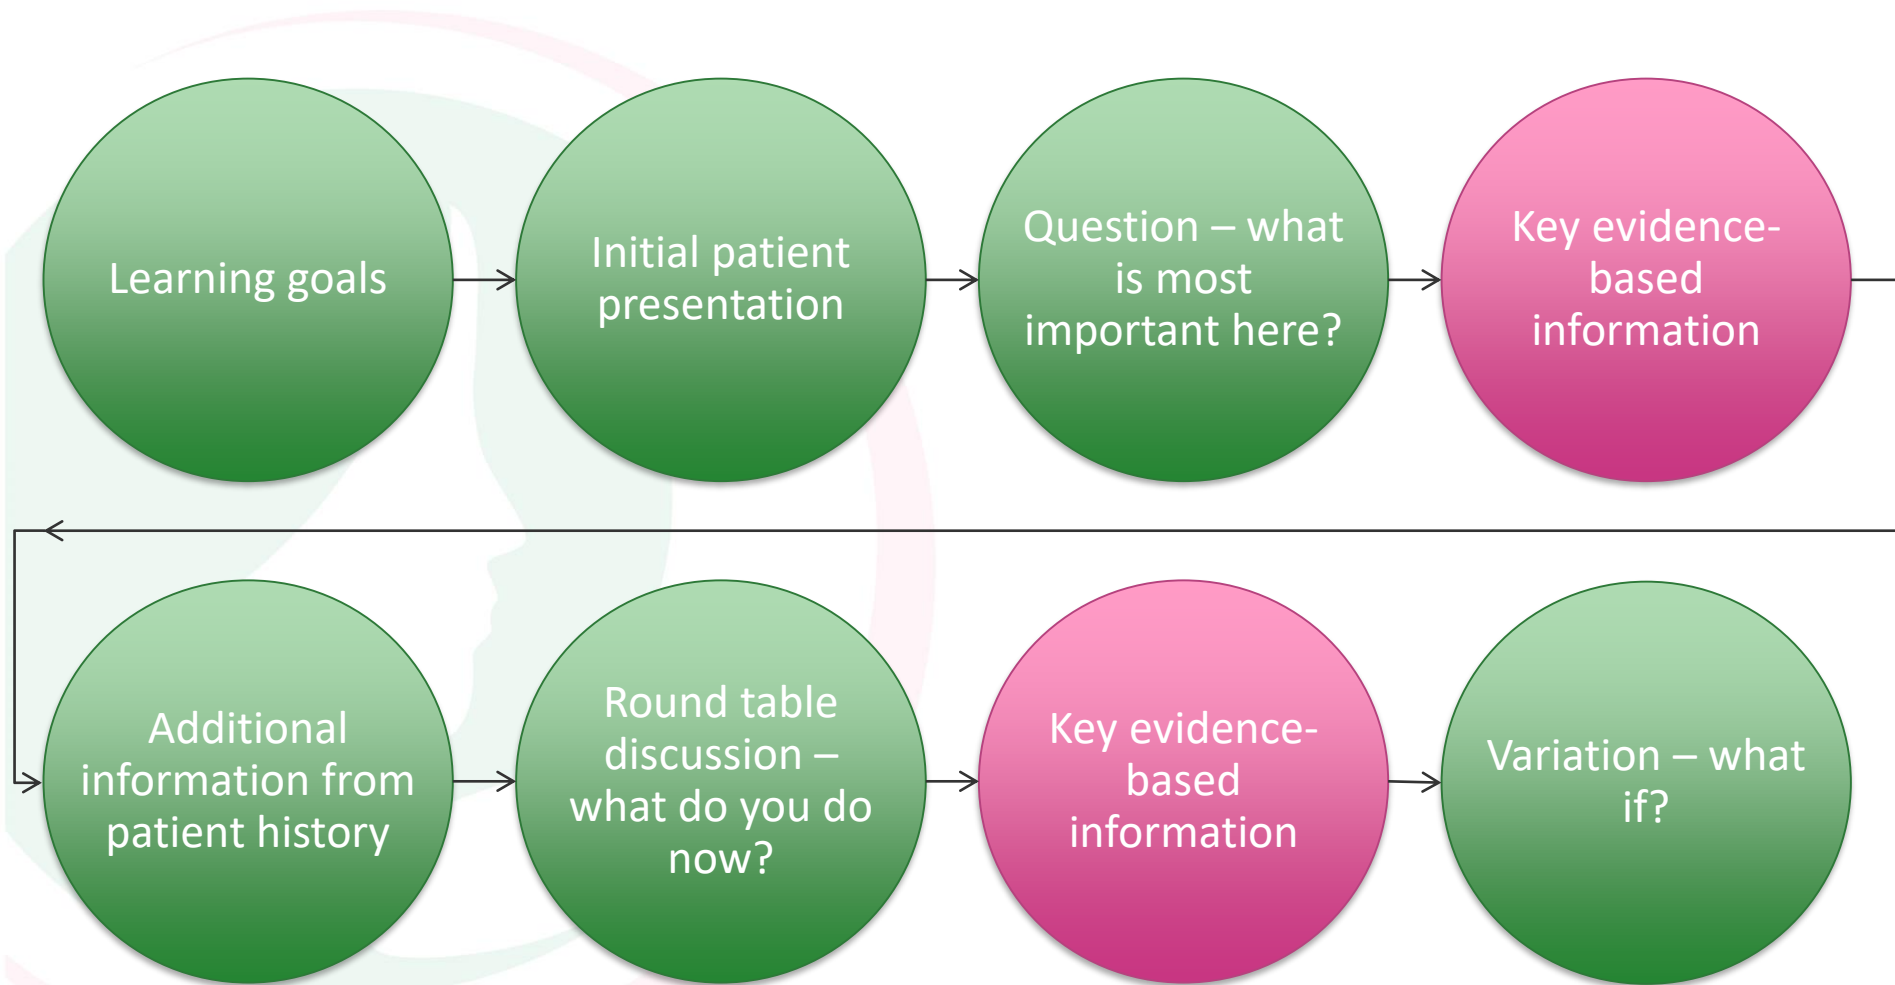 Learning goals
Initial patient
presentation
Question – what
is most
important here?
Key evidence-
based
information
Additional
information from
patient history
Round table
discussion –
what do you do
now?
Key evidence-
based
information
Variation – what
if?